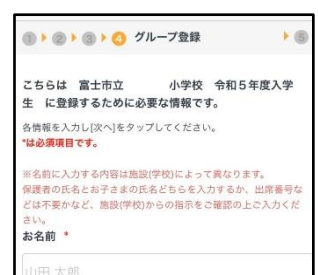 1 2 3 4 グループ登録 5
こちらは 富士市立 小学校 令和5年度入学
生 に登録するために必要な情報です。
各情報を入力し[次へ]をタップしてください。
*は必須項目です。
※名前に入力する内容は施設(学校)によって異なります。
保護者の氏名とお子さまの氏名どちらを入力するか、出席番号な
どは不要かなど、施設(学校)からの指示をご確認の上ご入力くだ
さい。
お名前 *
山田 太郎